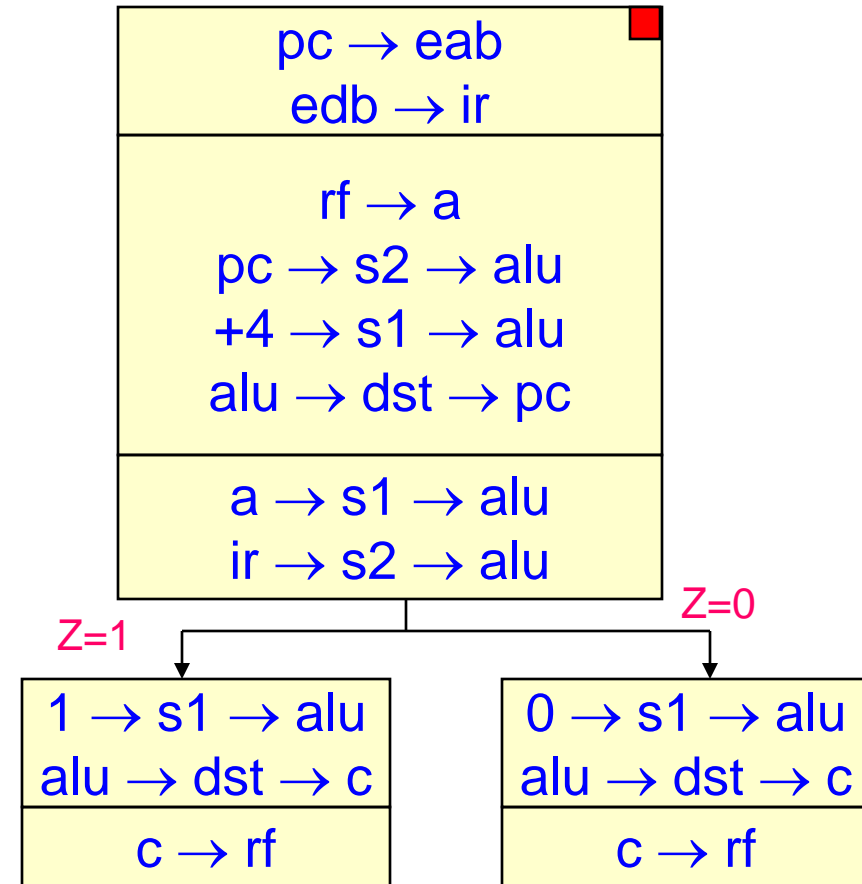 pc → eab
edb → ir
rf → a
pc → s2 → alu
+4 → s1 → alu
alu → dst → pc
a → s1 → alu
ir → s2 → alu
Z=1
Z=0
1 → s1 → alu
alu → dst → c
c → rf
0 → s1 → alu
alu → dst → c
c → rf